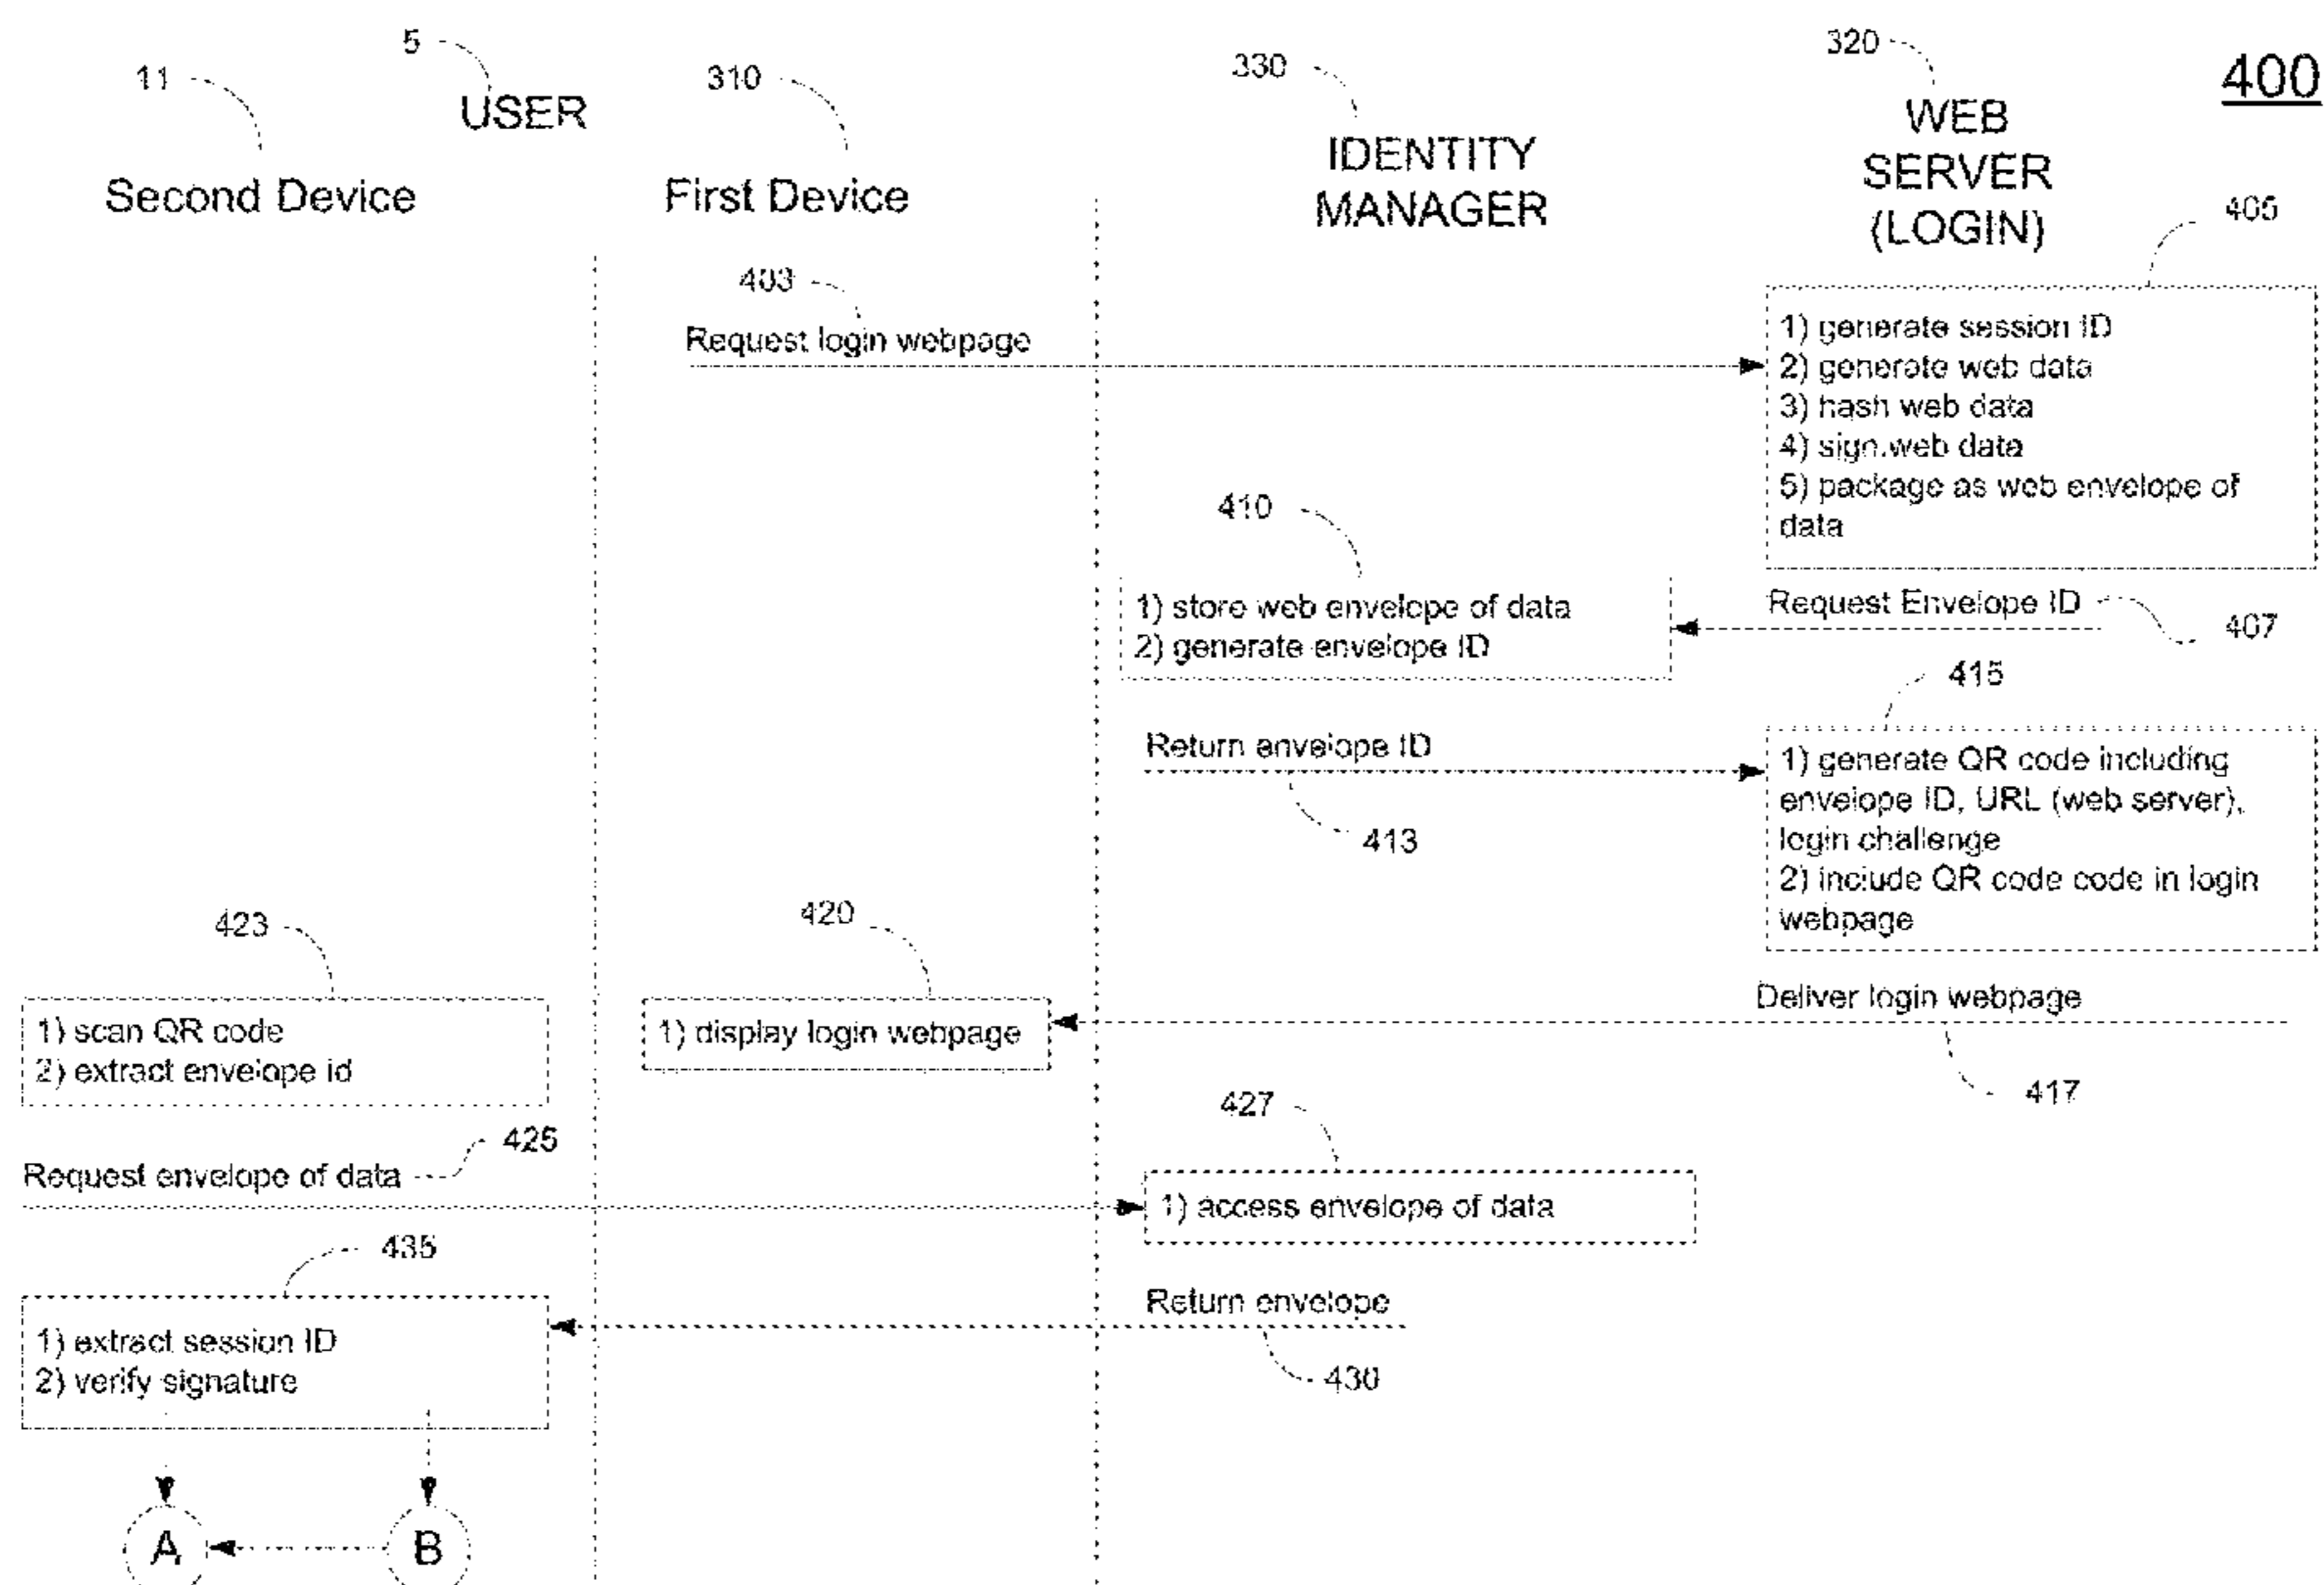 5
320
11
310
330
400
USER
WEB
SERVER
(LOGIN)
IDENTITY
MANAGER
Second Device
First Device
405
403
Request login webpage
1) generate session ID
2) generate web data
3) hash web data
4) sign web data
5) package as web envelope of
data
410
1) store web envelope of data
2) generate envelope ID
Request Envelope ID
407
415
Return envelope ID
413
1) generate QR code including
envelope ID, URL (web server),
login challenge
2) include QR code code in login
webpage
423
420
1) scan QR code
2) extract envelope id
1) display login webpage
Deliver login webpage
417
427
425
Request envelope of data
1) access envelope of data
435
Return envelope
430
1) extract session ID
2) verify signature
A
B